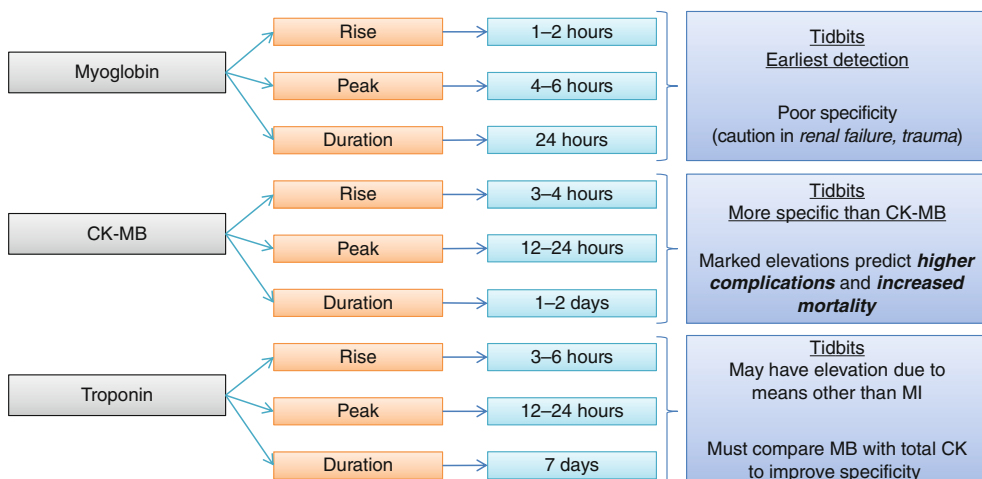 Myoglobin
Rise
1–2 hours
Peak
4–6 hours
Duration
24 hours
Tidbits
Earliest detection
Poor specificity
(caution in renal failure, trauma)
CK-MB
Rise
3–4 hours
Peak
12–24 hours
Duration
1–2 days
Tidbits
More specific than CK-MB
Marked elevations predict higher
complications and increased
mortality
Troponin
Rise
3–6 hours
Peak
12–24 hours
Duration
7 days
Tidbits
May have elevation due to
means other than MI
Must compare MB with total CK
to improve specificity